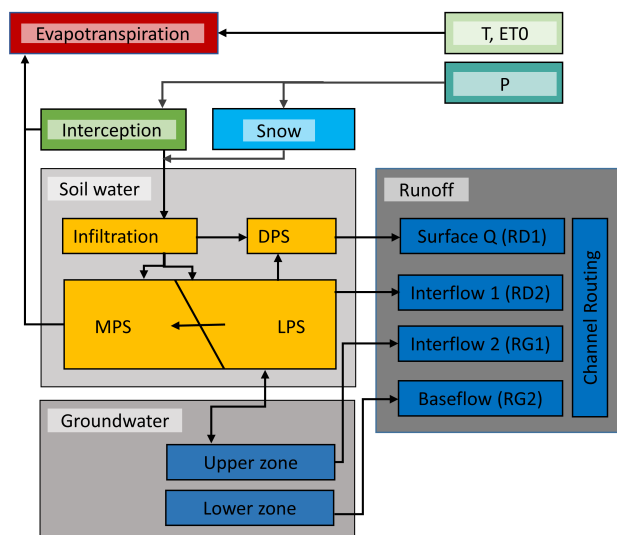 Evapotranspiration
T, ET0
P
Interception
Snow
Soil water
Runoff
Infiltration
DPS
Surface Q (RD1)
MPS
LPS
Interflow 1 (RD2)
Interflow 2 (RG1)
Baseflow (RG2)
Channel Routing
Groundwater
Upper zone
Lower zone